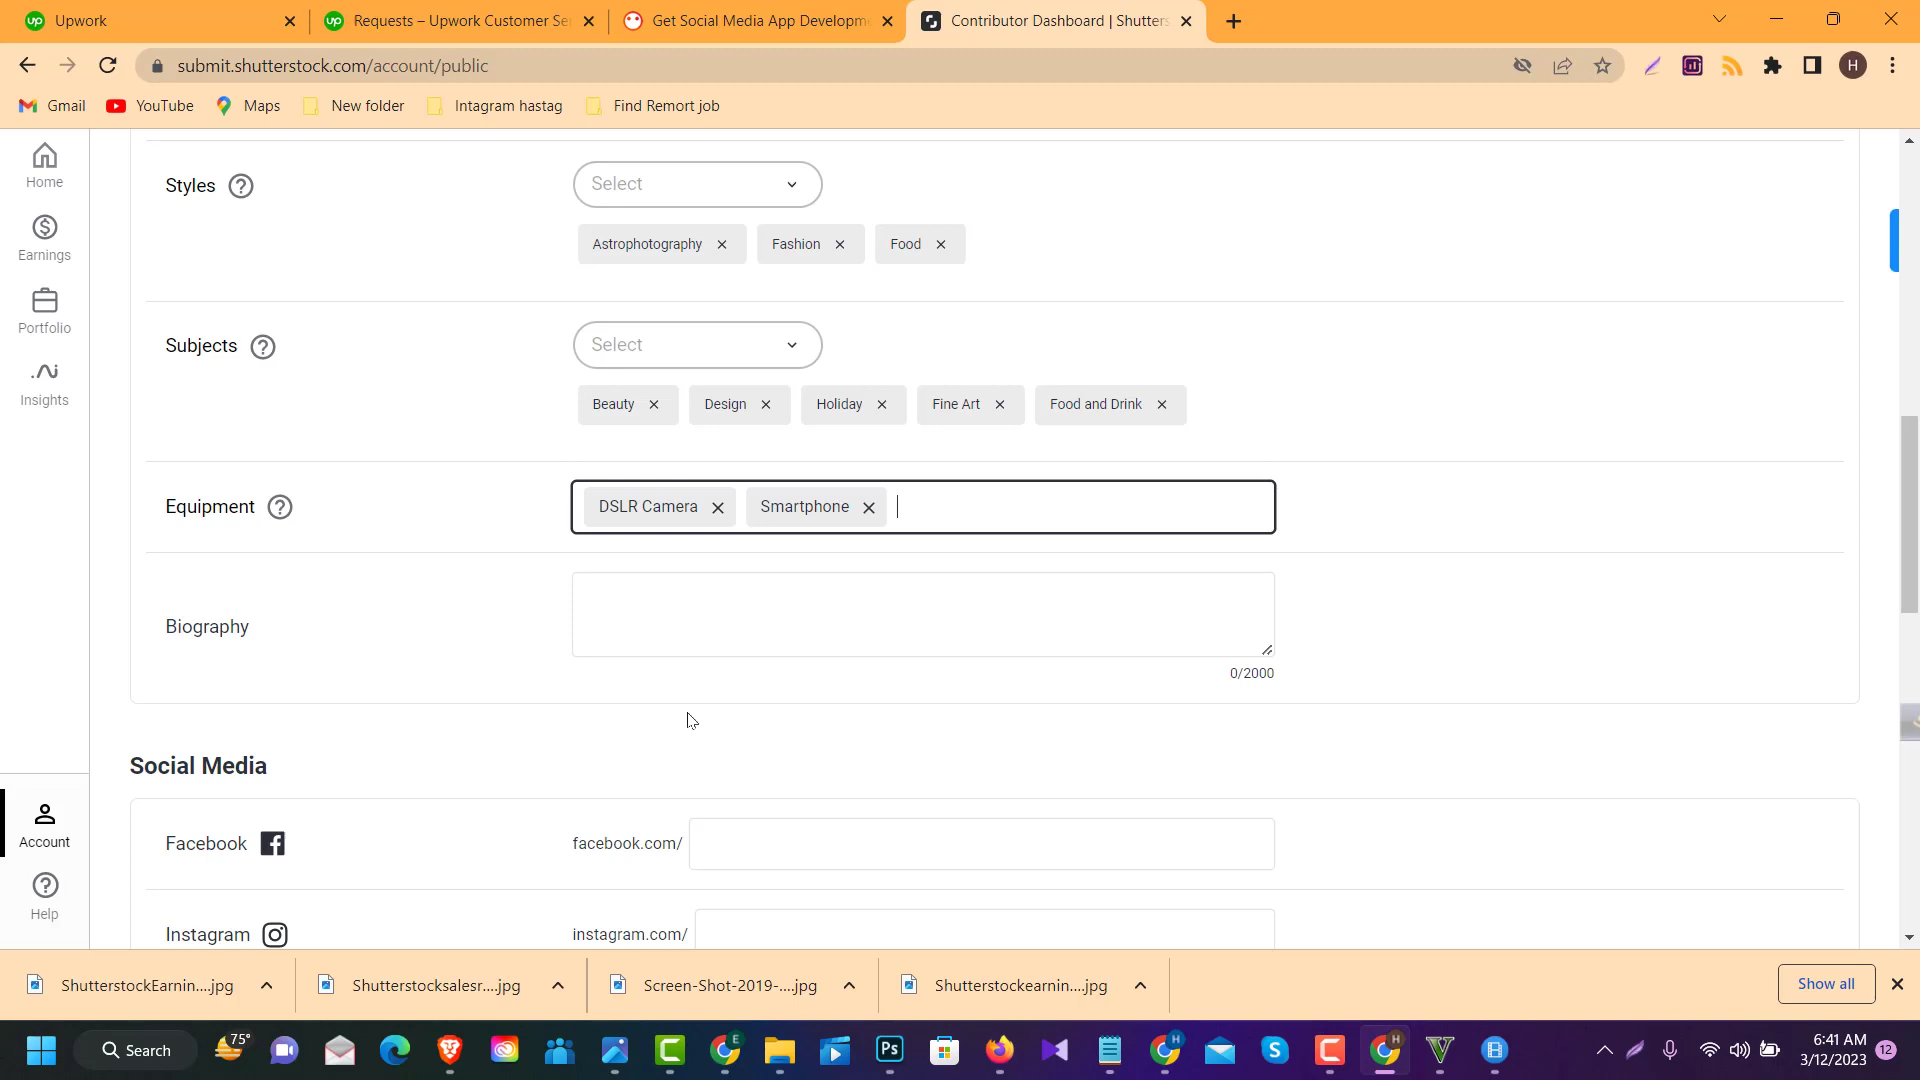 Upwork
Requests – Upwork Customer Se
Get Social Media App Developm
Contributor Dashboard | Shutters
submit.shutterstock.com/account/public
H
Gmail
YouTube
Maps
New folder
Intagram hastag
Find Remort job
Home
Earnings
Portfolio
Insights
Account
Help
Styles
Select
Astrophotography
Fashion
Food
Subjects
Select
Beauty
Design
Holiday
Fine Art
Food and Drink
Equipment
DSLR Camera
Smartphone
Biography
0/2000
Social Media
Facebook
facebook.com/
Instagram
instagram.com/
ShutterstockEarnin....jpg
Shutterstocksalesr....jpg
Screen-Shot-2019-....jpg
Shutterstockearnin....jpg
Show all
Search
75°
6:41 AM
3/12/2023
12